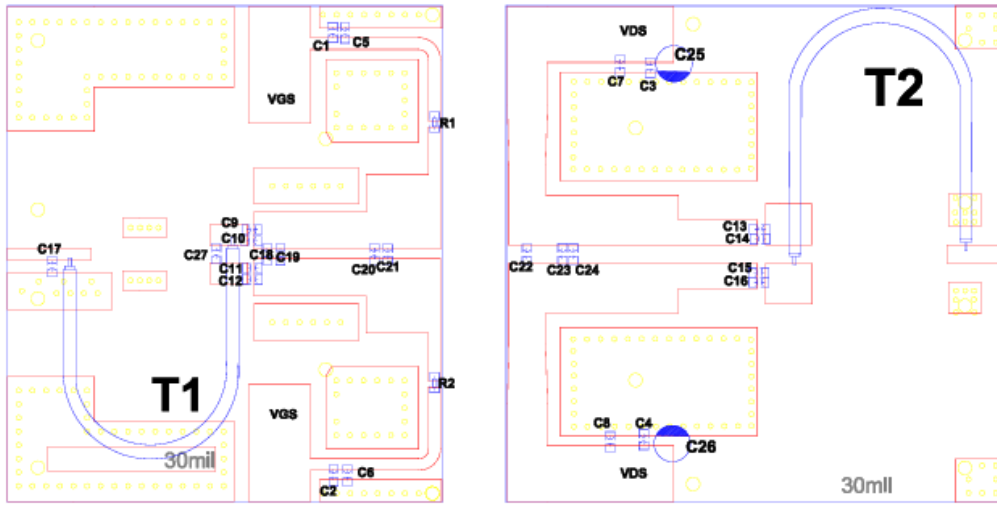 C1 C5
VGS
R1
C9
C10
C17
C27 C18 C19
C20 C21
C11
C12
T1
R2
VGS
30mil
C6
C2
VDS
C25
C7 C3
T2
C13
C14
C22 C23 C24
C15
C16
C8 C4
C26
VDS
30mil